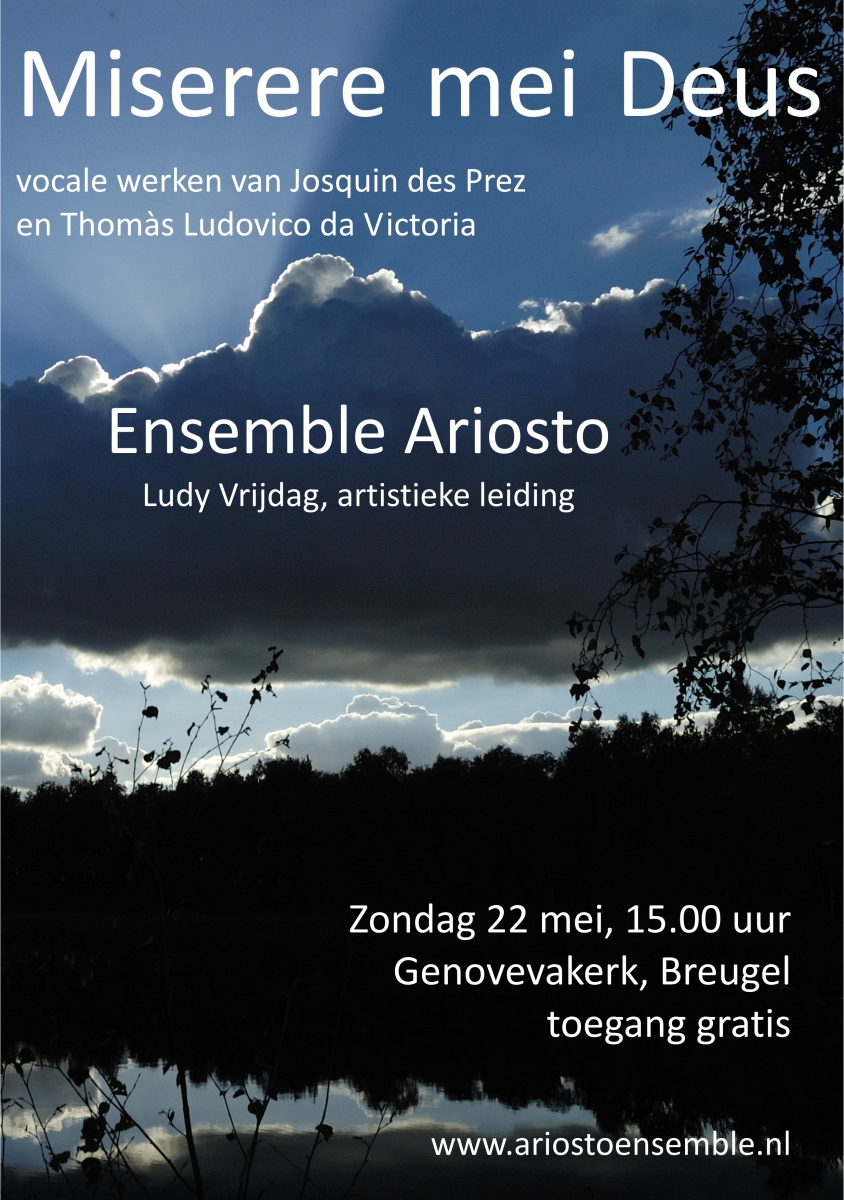 Miserere mei Deus
vocale werken van Josquin des Prez
en Thomàs Ludovico da Victoria
Ensemble Ariosto
Ludy Vrijdag, artistieke leiding
Zondag 22 mei, 15.00 uur
Genovevakerk, Breugel
toegang gratis
www.ariostoensemble.nl